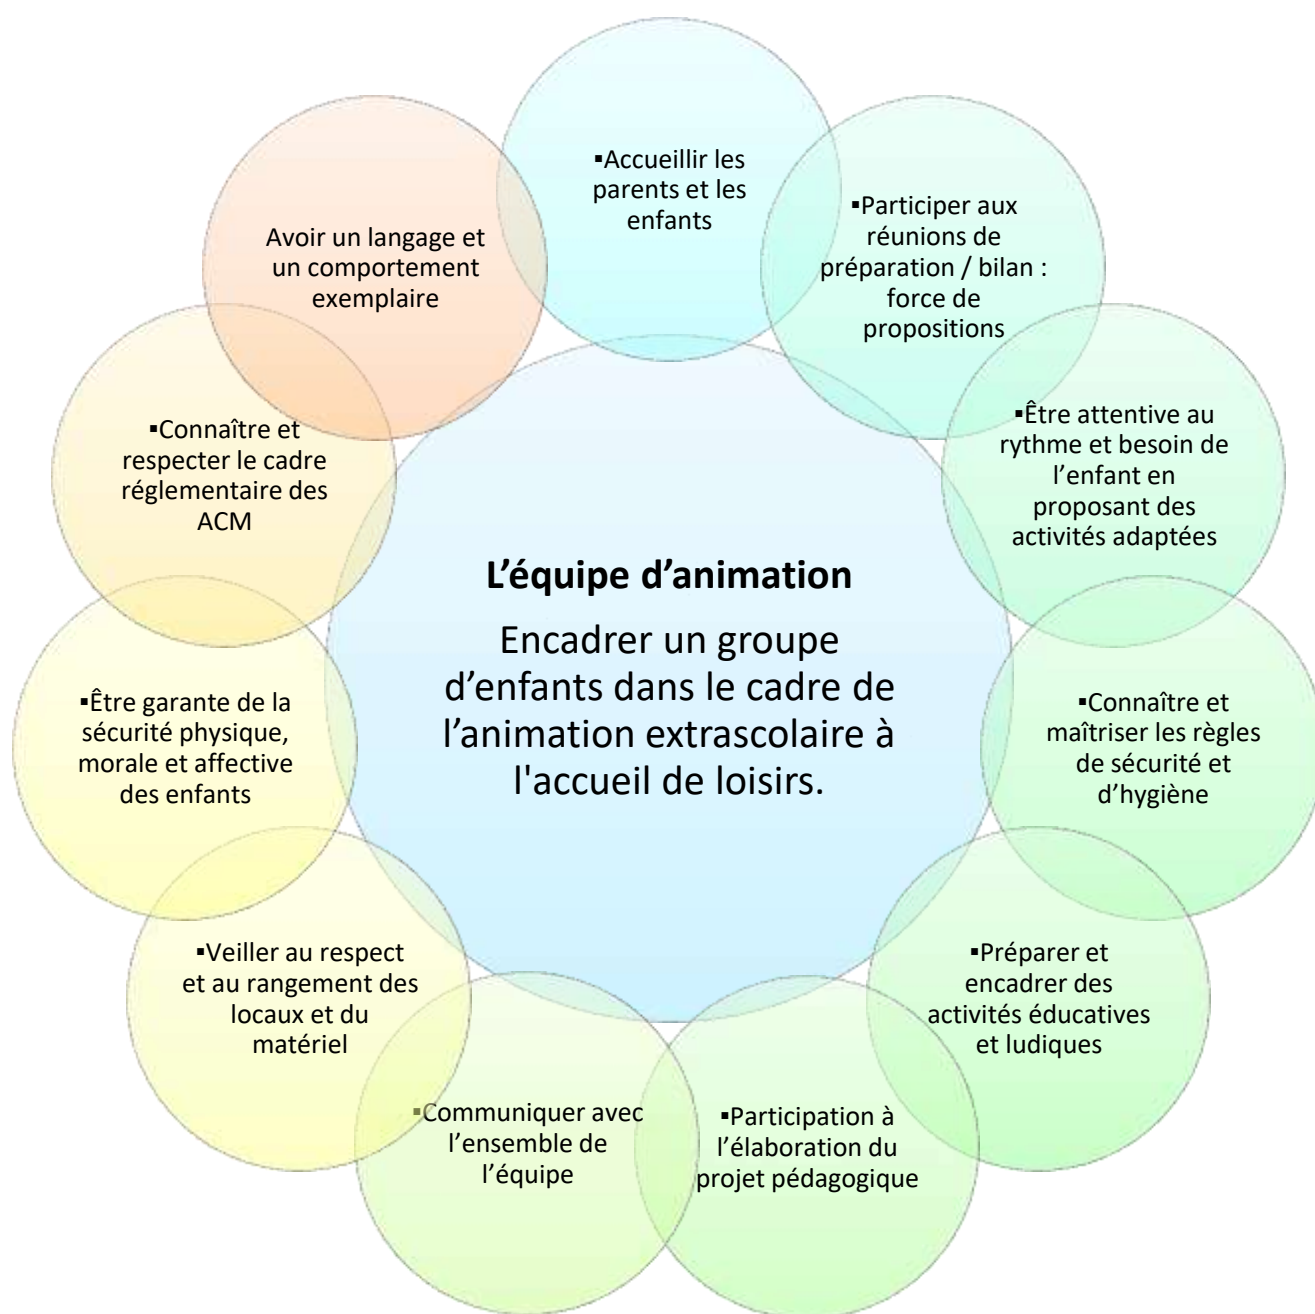 ▪Accueillir les
parents et les
enfants
▪Participer aux
réunions de
préparation / bilan :
force de
propositions
▪Être attentive au
rythme et besoin de
l’enfant en
proposant des
activités adaptées
▪Connaître et
maîtriser les règles
de sécurité et
d’hygiène
▪Préparer et
encadrer des
activités éducatives
et ludiques
▪Participation à
l’élaboration du
projet pédagogique
▪Communiquer avec
l’ensemble de
l’équipe
▪Veiller au respect
et au rangement des
locaux et du
matériel
▪Être garante de la
sécurité physique,
morale et affective
des enfants
▪Connaître et
respecter le cadre
réglementaire des
ACM
Avoir un langage et
un comportement
exemplaire
L’équipe d’animation
Encadrer un groupe
d’enfants dans le cadre de
l’animation extrascolaire à
l'accueil de loisirs.